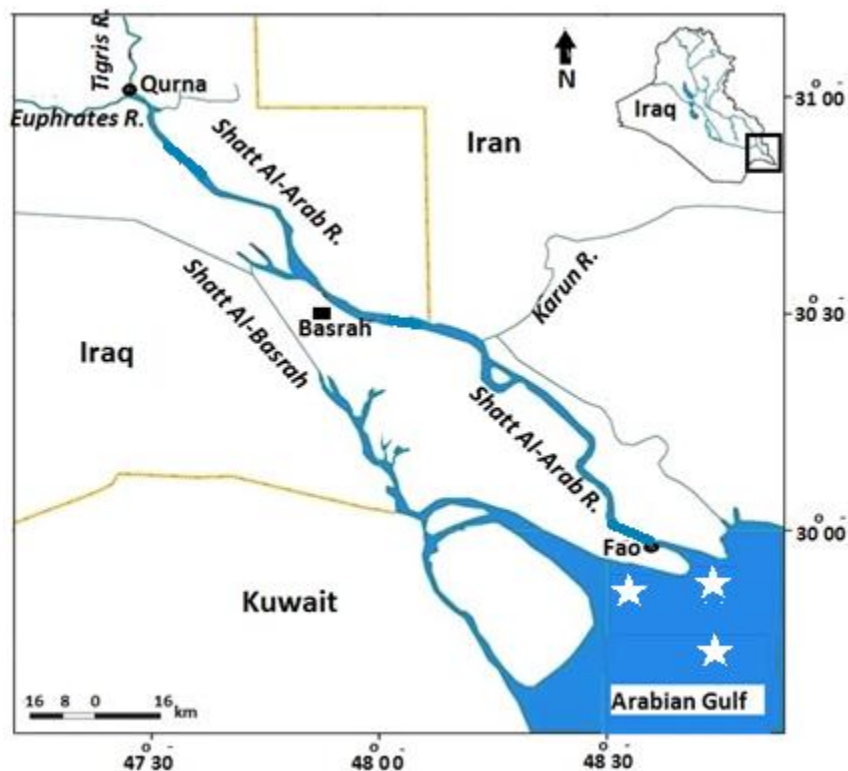 Tigris R.
Qurna
Euphrates R.
Shatt Al-Arab R.
Iran
N
Iraq
31 00
Karun R.
30 30
Basrah
Shatt Al-Basrah
Iraq
Shatt Al-Arab R.
30 00
Fao
Kuwait
Arabian Gulf
16 8 0 16
km
47 30 48 00 48 30